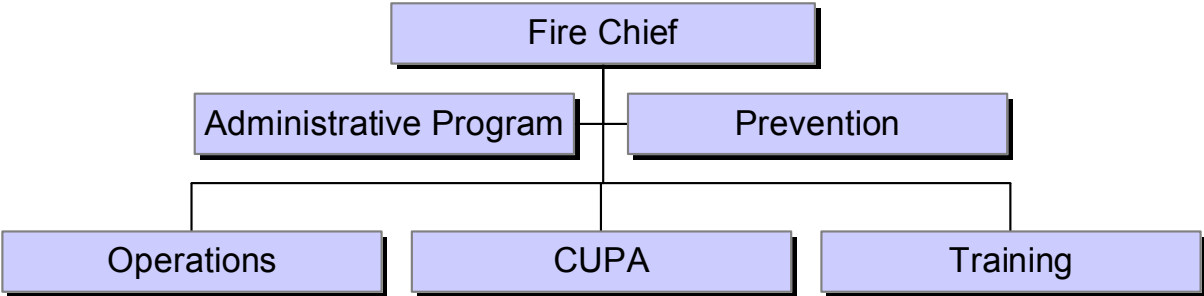 Fire Chief
Administrative Program
Prevention
Operations
CUPA
Training